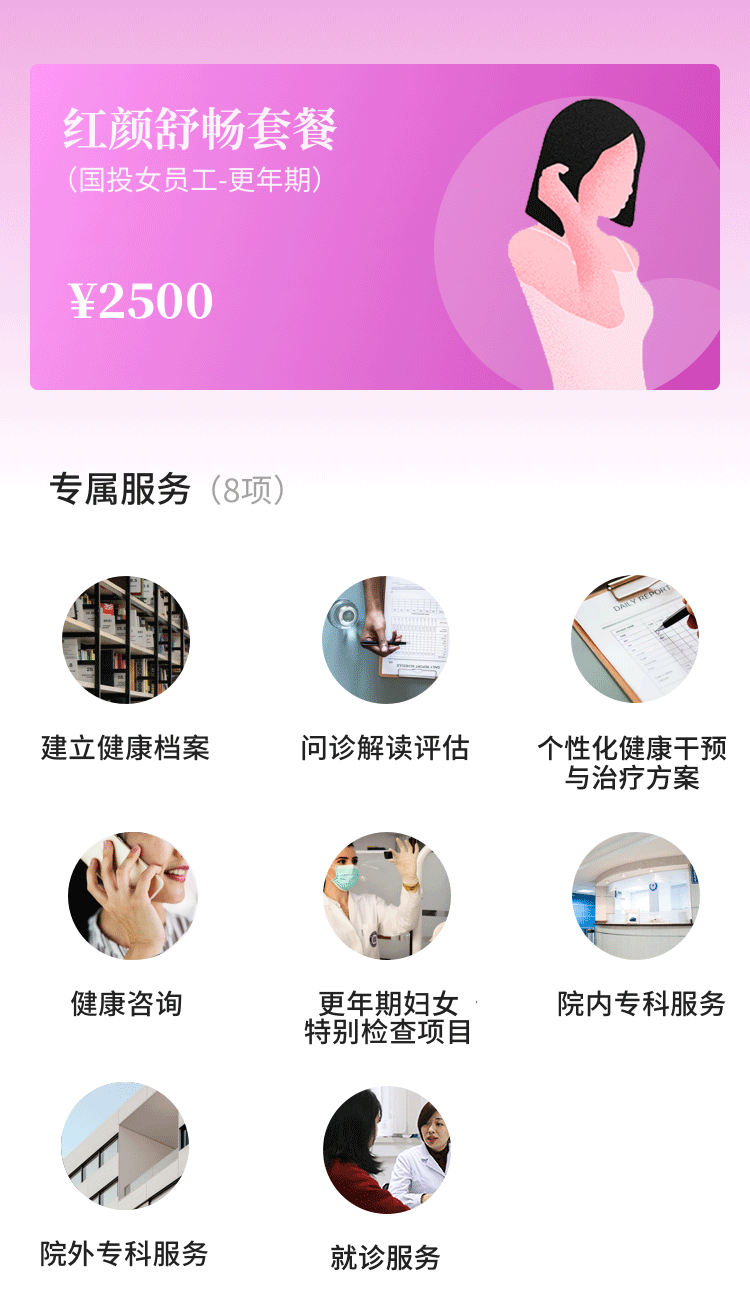 红颜舒畅套餐
（国投女员工-更年期）
¥2500
专属服务（8项）
DAILY REPORT
建立健康档案
问诊解读评估
个性化健康干预
与治疗方案
健康咨询
更年期妇女
特别检查项目
院内专科服务
院外专科服务
就诊服务